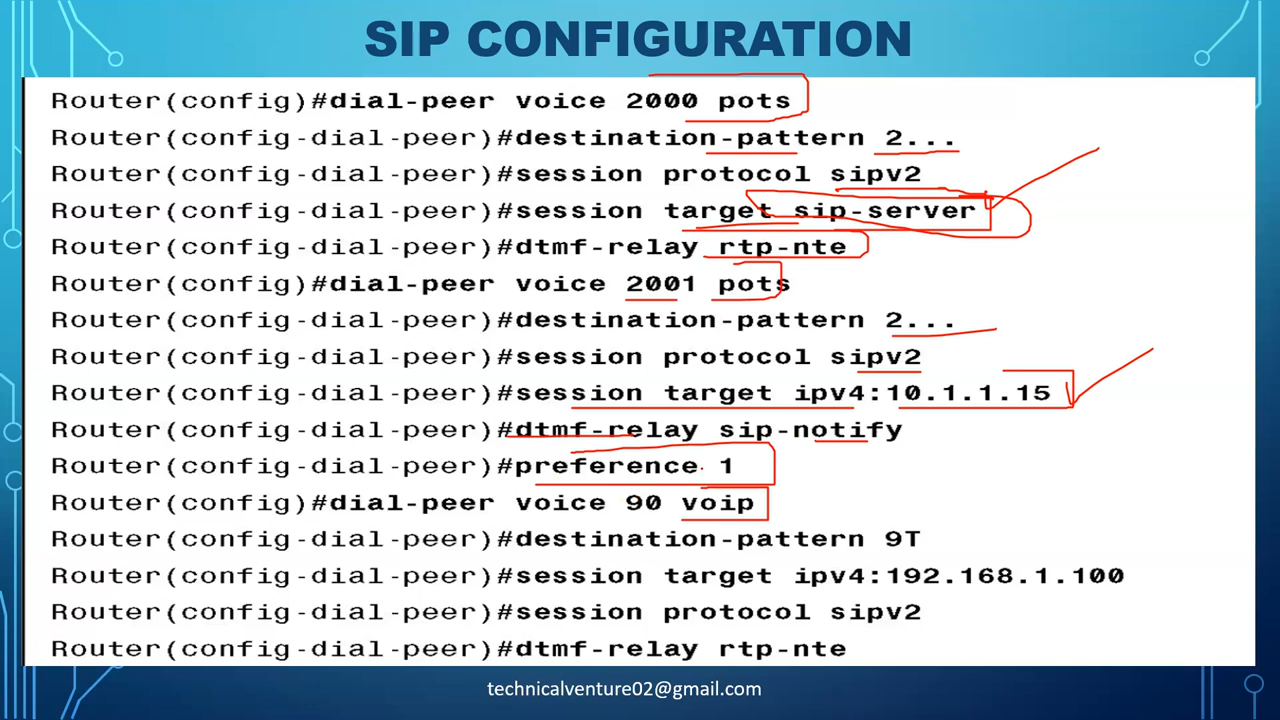 SIP CONFIGURATION
Router(config)#dial-peer voice 2000 pots
Router(config-dial-peer)#destination-pattern 2...
Router(config-dial-peer)#session protocol sipv2
Router(config-dial-peer)#session target sip-server
Router(config-dial-peer)#dtmf-relay rtp-nte
Router(config)#dial-peer voice 2001 pots
Router(config-dial-peer)#destination-pattern 2...
Router(config-dial-peer)#session protocol sipv2
Router(config-dial-peer)#session target ipv4:10.1.1.15
Router(config-dial-peer)#dtmf-relay sip-notify
Router(config-dial-peer)#preference 1
Router(config)#dial-peer voice 90 voip
Router(config-dial-peer)#destination-pattern 9T
Router(config-dial-peer)#session target ipv4:192.168.1.100
Router(config-dial-peer)#session protocol sipv2
Router(config-dial-peer)#dtmf-relay rtp-nte
technicalventure02@gmail.com